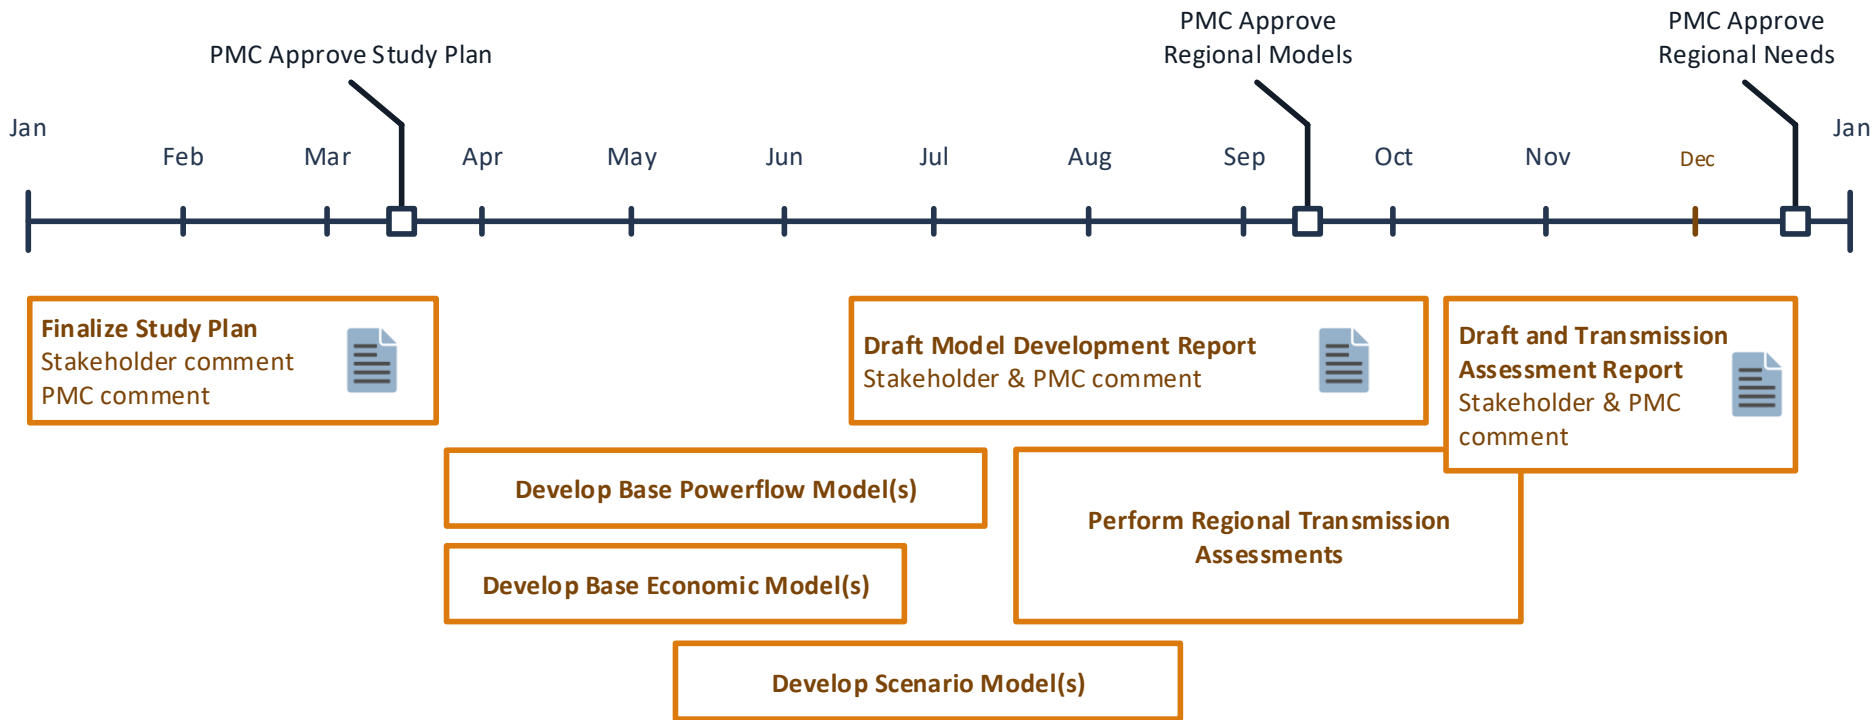 PMC Approve Study Plan
PMC Approve
Regional Models
PMC Approve
Regional Needs
Jan
Feb
Mar
Apr
May
Jun
Jul
Aug
Sep
Oct
Nov
Dec
Jan
Finalize Study Plan
Stakeholder comment
PMC comment
Draft Model Development Report
Stakeholder & PMC comment
Draft and Transmission
Assessment Report
Stakeholder & PMC
comment
Develop Base Powerflow Model(s)
Perform Regional Transmission
Assessments
Develop Base Economic Model(s)
Develop Scenario Model(s)